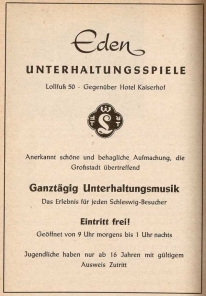 Eden
UNTERHALTUNGSSPIELE
Lollfuß 50 - Gegenüber Hotel Kaiserhof
Anerkannt schöne und behagliche Aufmachung, die
Großstadt übertreffend
Ganztägig Unterhaltungsmusik
Das Erlebnis für jeden Schleswig-Besucher
Eintritt frei!
Geöffnet von 9 Uhr morgens bis 1 Uhr nachts
Jugendliche haben nur ab 16 Jahren mit gültigem
Ausweis Zutritt